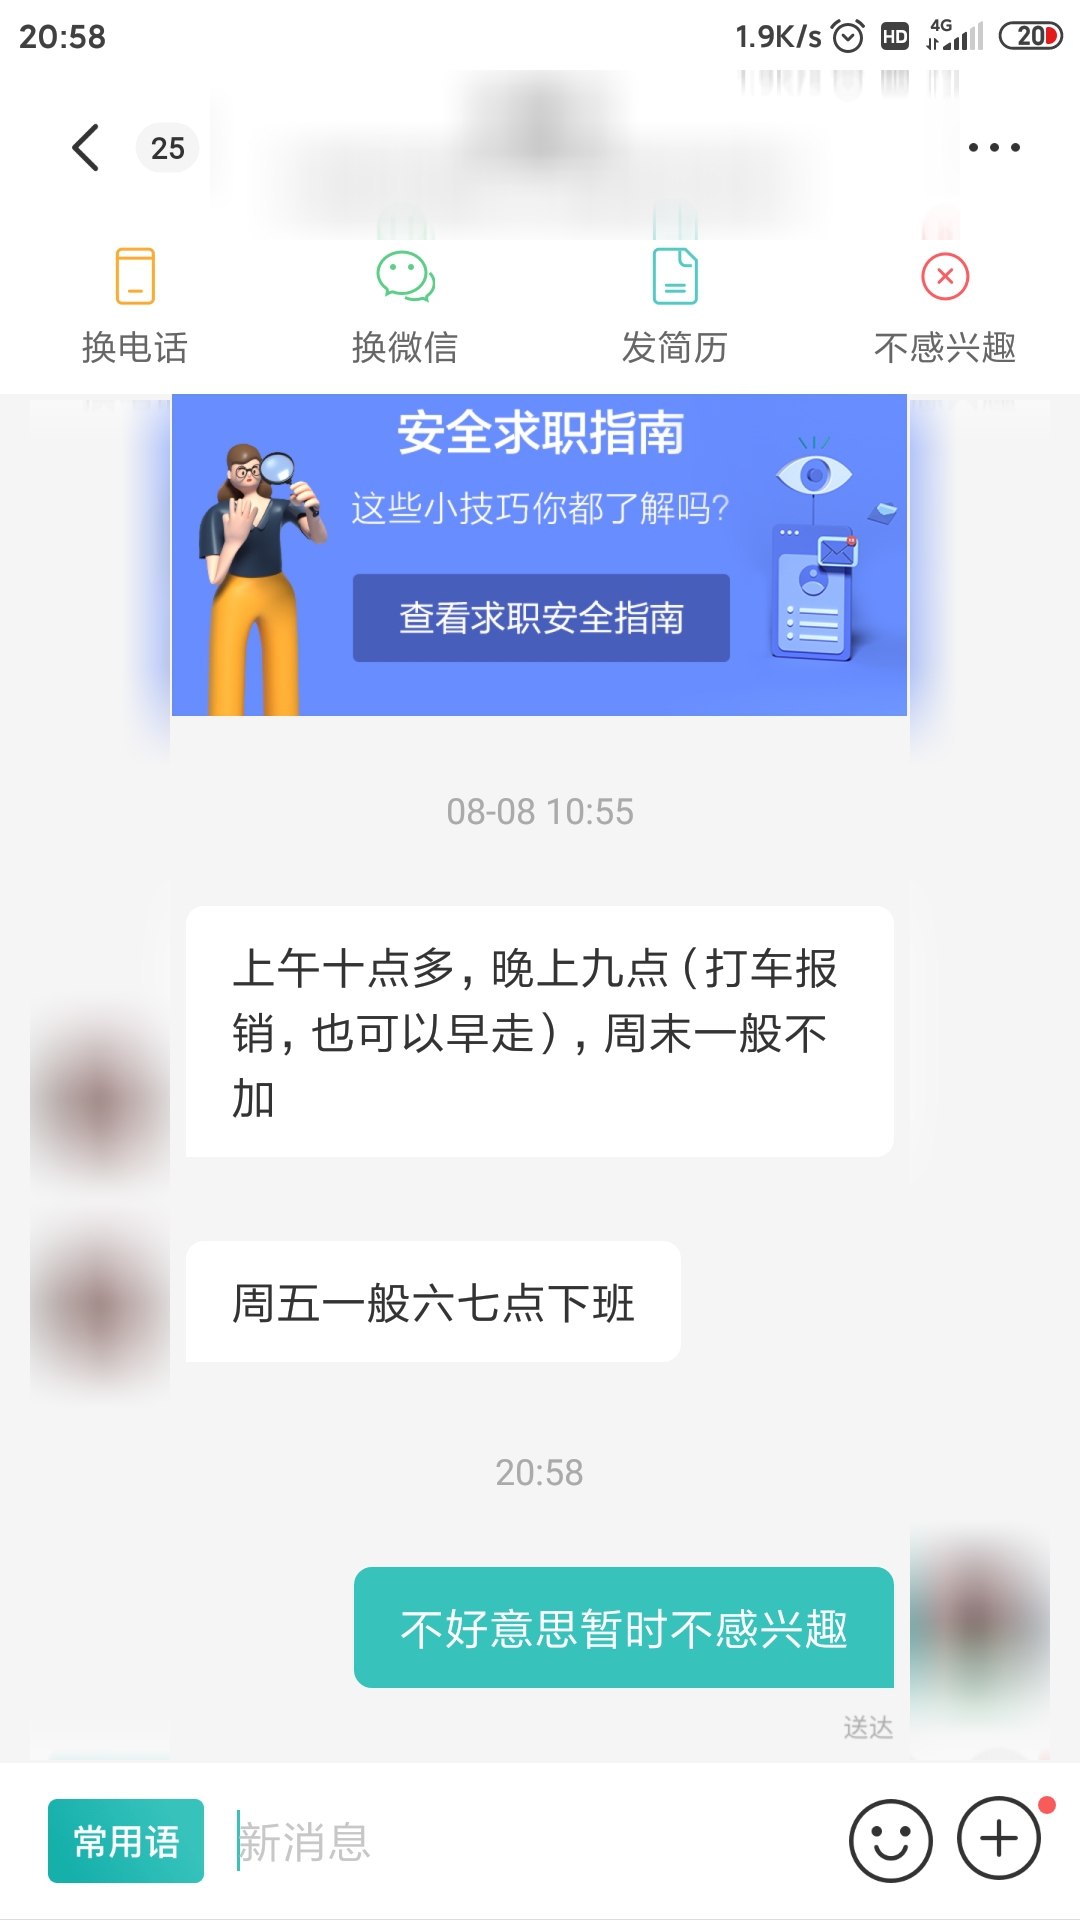 20:58
1.9K/s HD 4G 20
25
换电话 换微信 发简历 不感兴趣
安全求职指南
这些小技巧你都了解吗?
查看求职安全指南
08-08 10:55
上午十点多，晚上九点（打车报
销，也可以早走），周末一般不
加
周五一般六七点下班
20:58
不好意思暂时不感兴趣
送达
常用语 新消息